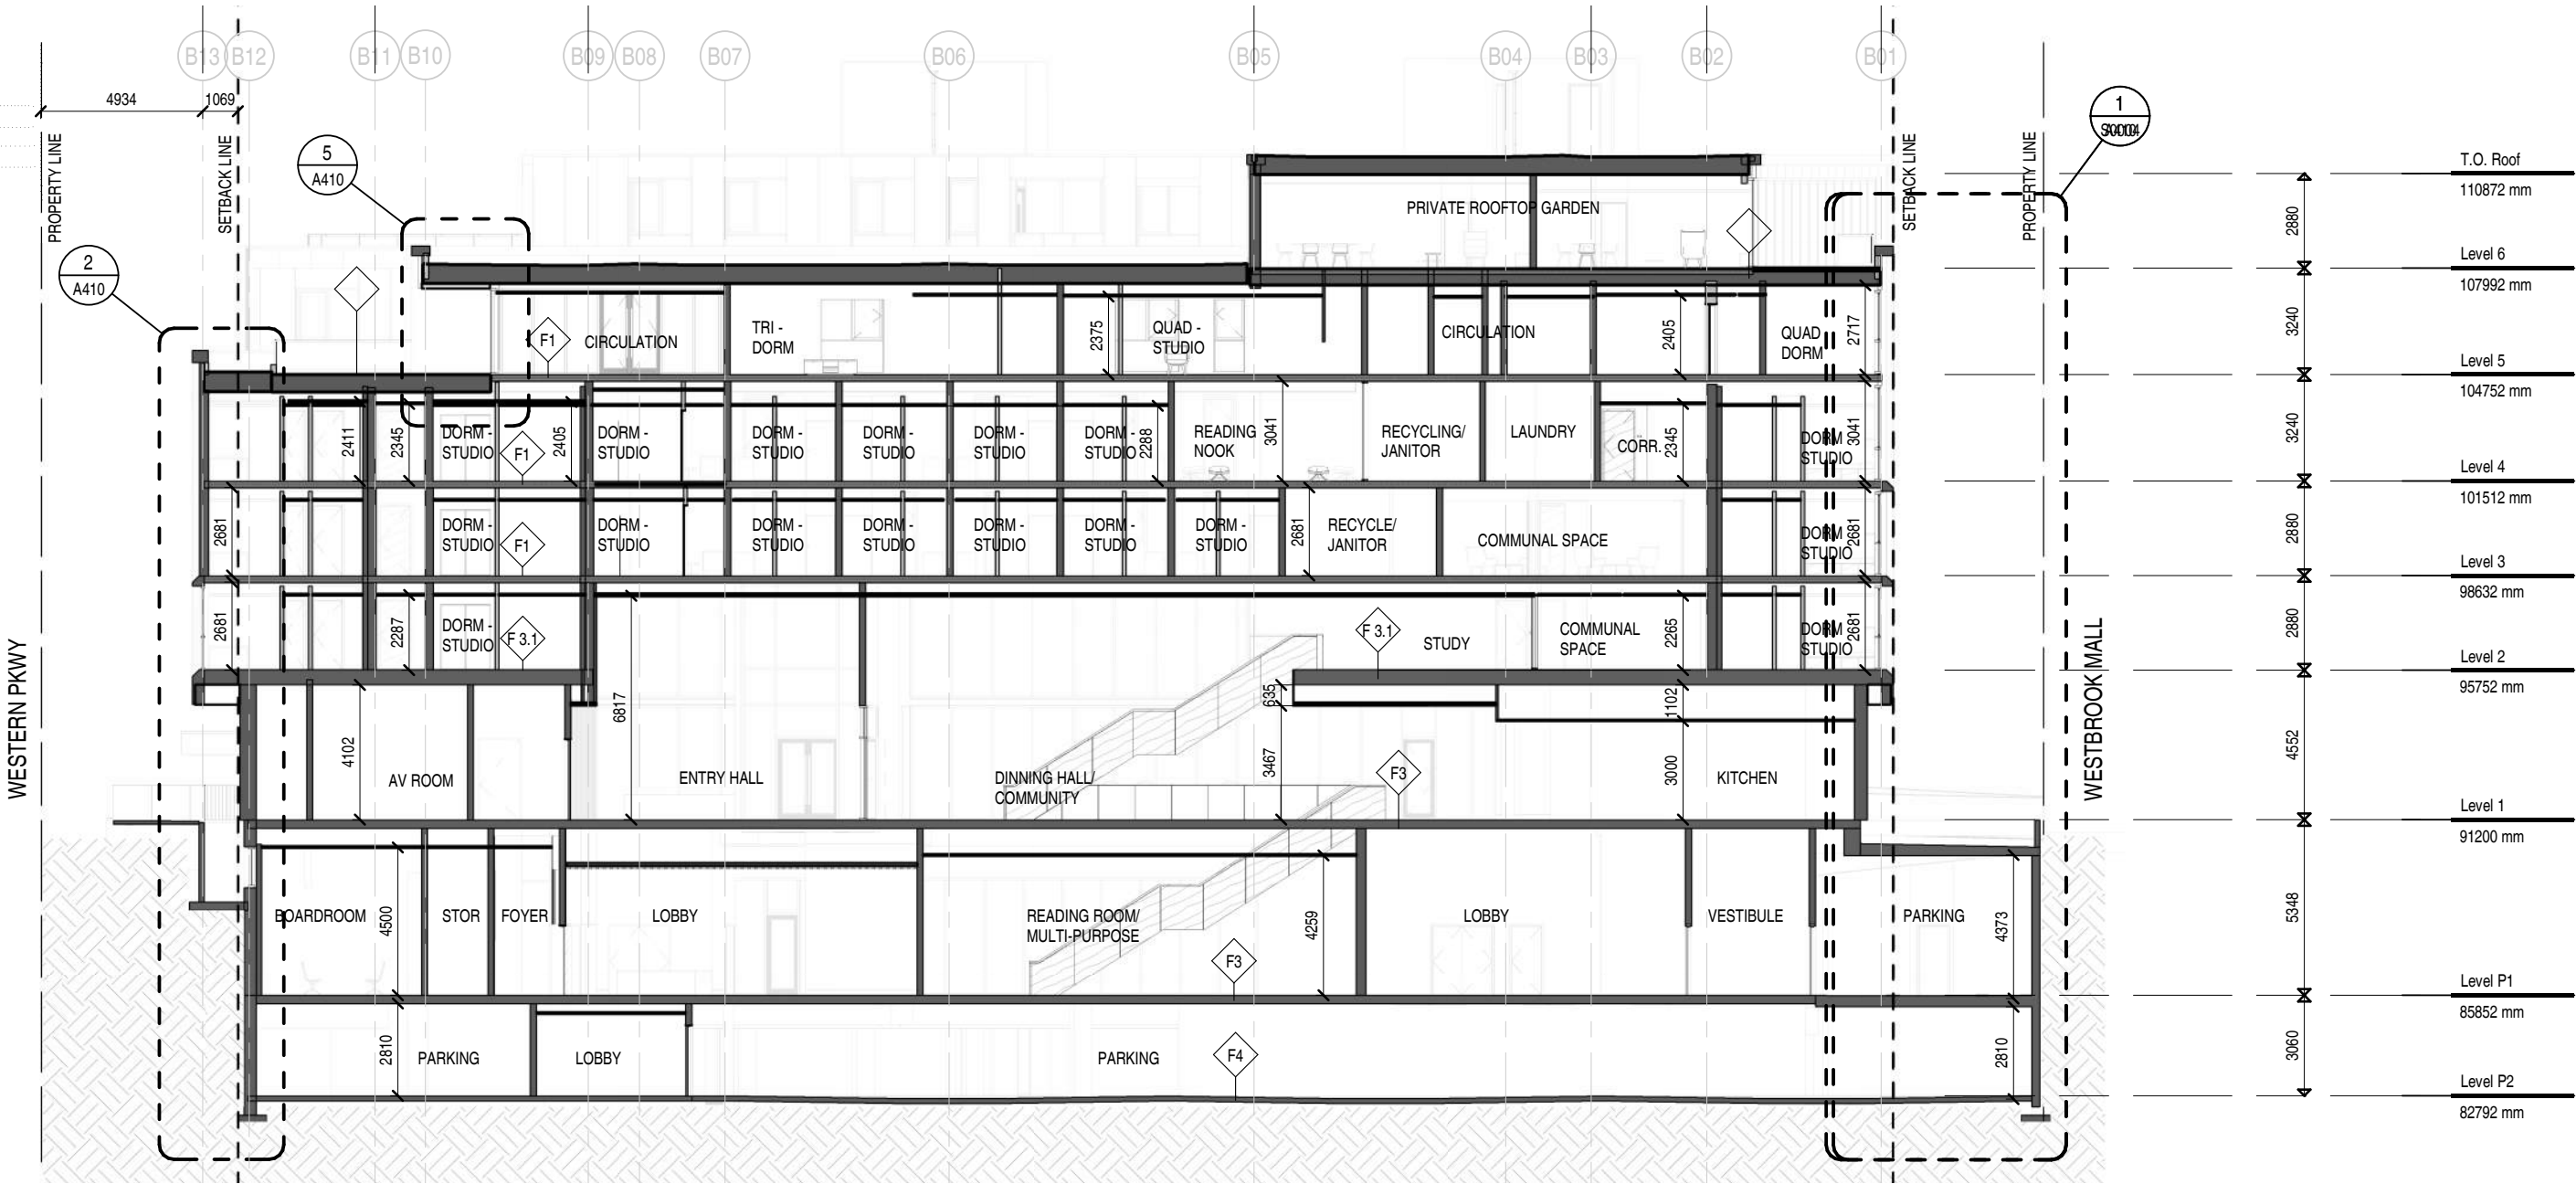 B13
B12
B11
B10
B09
B08
B07
B06
B05
B04
B03
B02
B01
4934
1069
PROPERTY LINE
SETBACK LINE
5
A410
2
A410
1
SETBACK LINE
PROPERTY LINE
T.O. Roof
110872 mm
2880
Level 6
107992 mm
3240
Level 5
104752 mm
3240
Level 4
101512 mm
2880
Level 3
98632 mm
2880
Level 2
95752 mm
4552
Level 1
91200 mm
5348
Level P1
85852 mm
3060
Level P2
82792 mm
PRIVATE ROOFTOP GARDEN
F1
CIRCULATION
TRI -
DORM
2375
QUAD -
STUDIO
CIRCULATION
2405
QUAD
DORM
2717
2411
2345
DORM -
STUDIO
F1
2405
DORM -
STUDIO
DORM -
STUDIO
DORM -
STUDIO
DORM -
STUDIO
DORM -
STUDIO
2288
READING
NOOK
3041
RECYCLING/
JANITOR
LAUNDRY
CORR.
2345
DORM
STUDIO
3041
2681
DORM -
STUDIO
F1
DORM -
STUDIO
DORM -
STUDIO
DORM -
STUDIO
DORM -
STUDIO
DORM -
STUDIO
DORM -
STUDIO
2681
RECYCLE/
JANITOR
COMMUNAL SPACE
DORM
STUDIO
2681
2681
2287
DORM -
STUDIO
F 3.1
F 3.1
STUDY
COMMUNAL
SPACE
2265
DORM
STUDIO
2681
WESTERN PKWY
4102
AV ROOM
6817
ENTRY HALL
DINNING HALL/
COMMUNITY
635
3467
F3
1102
3000
KITCHEN
WESTBROOK MALL
BOARDROOM
4500
STOR
FOYER
LOBBY
READING ROOM/
MULTI-PURPOSE
F3
4259
LOBBY
VESTIBULE
PARKING
4373
2810
PARKING
LOBBY
PARKING
F4
2810